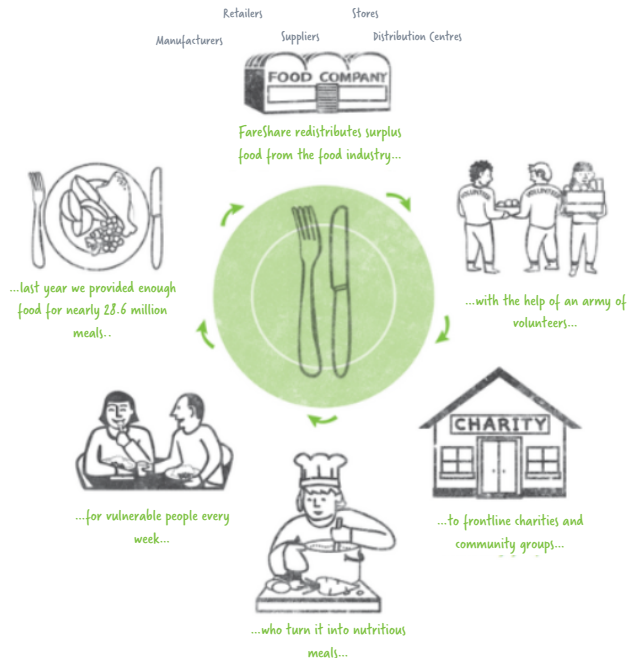 Retailers
Stores
Manufacturers
Suppliers
Distribution Centres
FOOD COMPANY
FareShare redistributes surplus
food from the food industry...
VOLUNTEER
VOLUNTEER
...with the help of an army of
volunteers...
CHARITY
...to frontline charities and
community groups...
...who turn it into nutritious
meals...
...for vulnerable people every
week...
...last year we provided enough
food for nearly 28.6 million
meals..